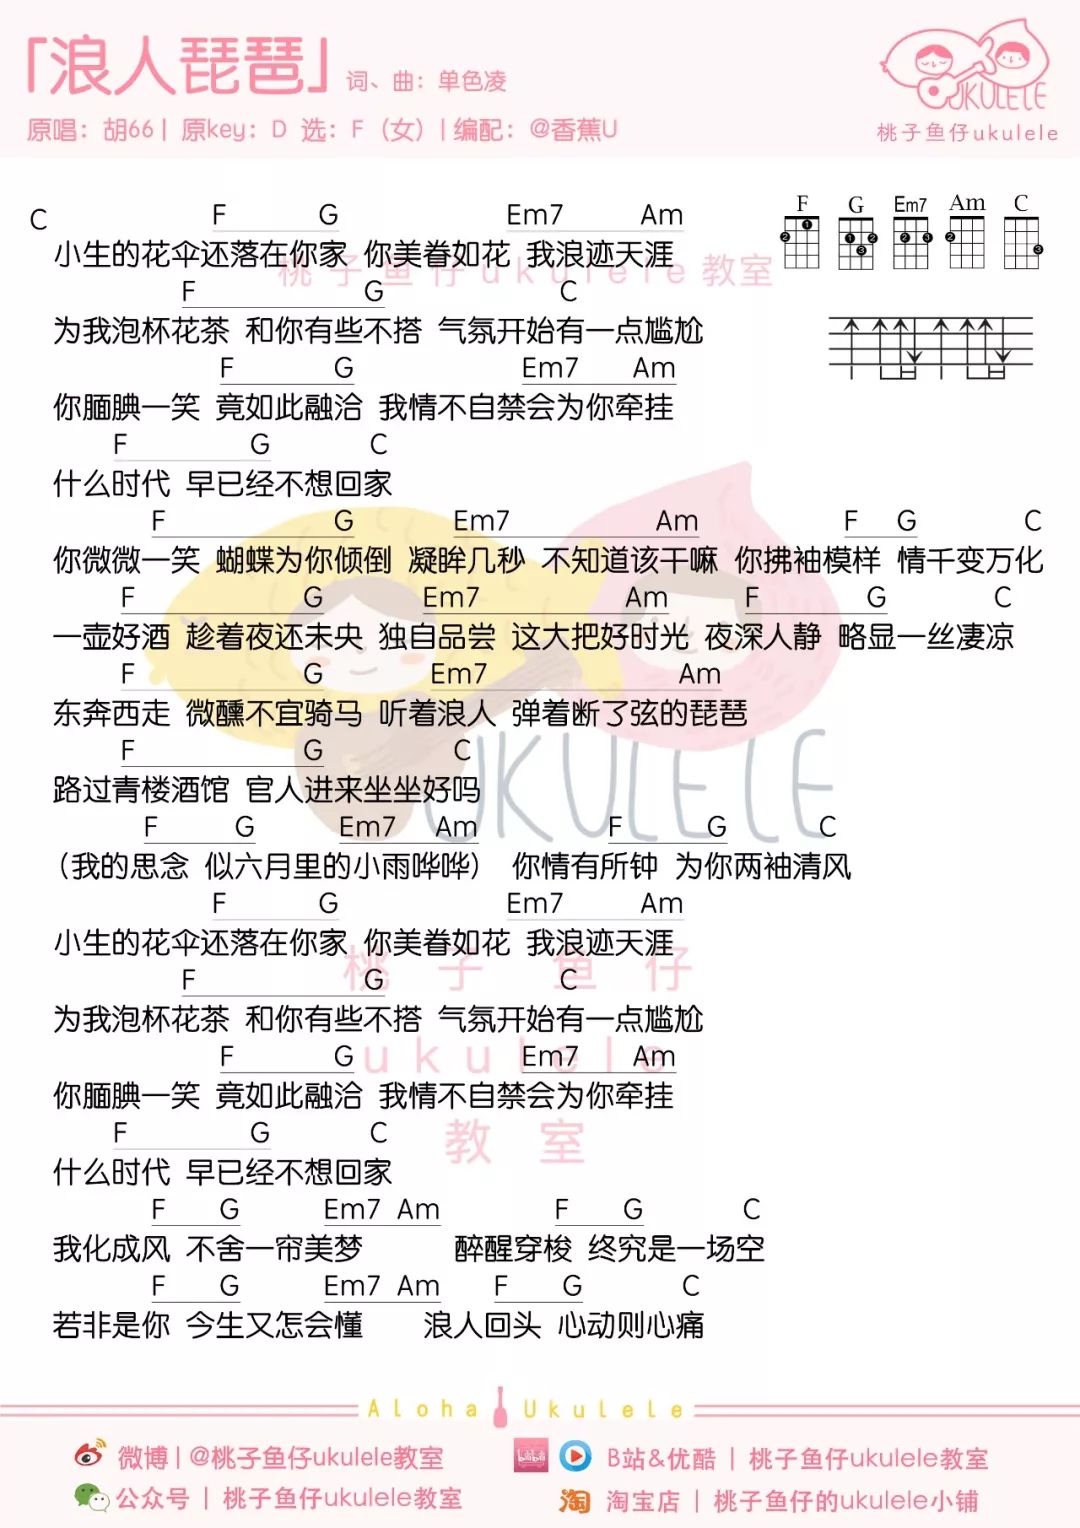 「浪人琵琶」 词、曲：单色凌
原唱：胡66 | 原key：D 选：F（女）| 编配：@香蕉U
UKULELE
桃子鱼仔ukulele
F G Em7 Am C
C F G Em7 Am
小生的花伞还落在你家 你美眷如花 我浪迹天涯
F G C
为我泡杯花茶 和你有些不搭 气氛开始有一点尴尬
F G Em7 Am
你腼腆一笑 竟如此融洽 我情不自禁会为你牵挂
F G C
什么时代 早已经不想回家
F G Em7 Am F G C
你微微一笑 蝴蝶为你倾倒 凝眸几秒 不知道该干嘛 你拂袖模样 情千变万化
F G Em7 Am F G C
一壶好酒 趁着夜还未央 独自品尝 这大把好时光 夜深人静 略显一丝凄凉
F G Em7 Am
东奔西走 微醺不宜骑马 听着浪人 弹着断了弦的琵琶
F G C
路过青楼酒馆 官人进来坐坐好吗
F G Em7 Am F G C
（我的思念 似六月里的小雨哗哗） 你情有所钟 为你两袖清风
F G Em7 Am
小生的花伞还落在你家 你美眷如花 我浪迹天涯
F G C
为我泡杯花茶 和你有些不搭 气氛开始有一点尴尬
F G Em7 Am
你腼腆一笑 竟如此融洽 我情不自禁会为你牵挂
F G C
什么时代 早已经不想回家
F G Em7 Am F G C
我化成风 不舍一帘美梦 醉醒穿梭 终究是一场空
F G Em7 Am F G C
若非是你 今生又怎会懂 浪人回头 心动则心痛
桃子鱼仔ukulele教室
UKULELE
桃子鱼仔
ukulele
教室
Aloha Ukulele
微博 | @桃子鱼仔ukulele教室
bilibili B站&优酷 | 桃子鱼仔ukulele教室
公众号 | 桃子鱼仔ukulele教室
淘 淘宝店 | 桃子鱼仔的ukulele小铺